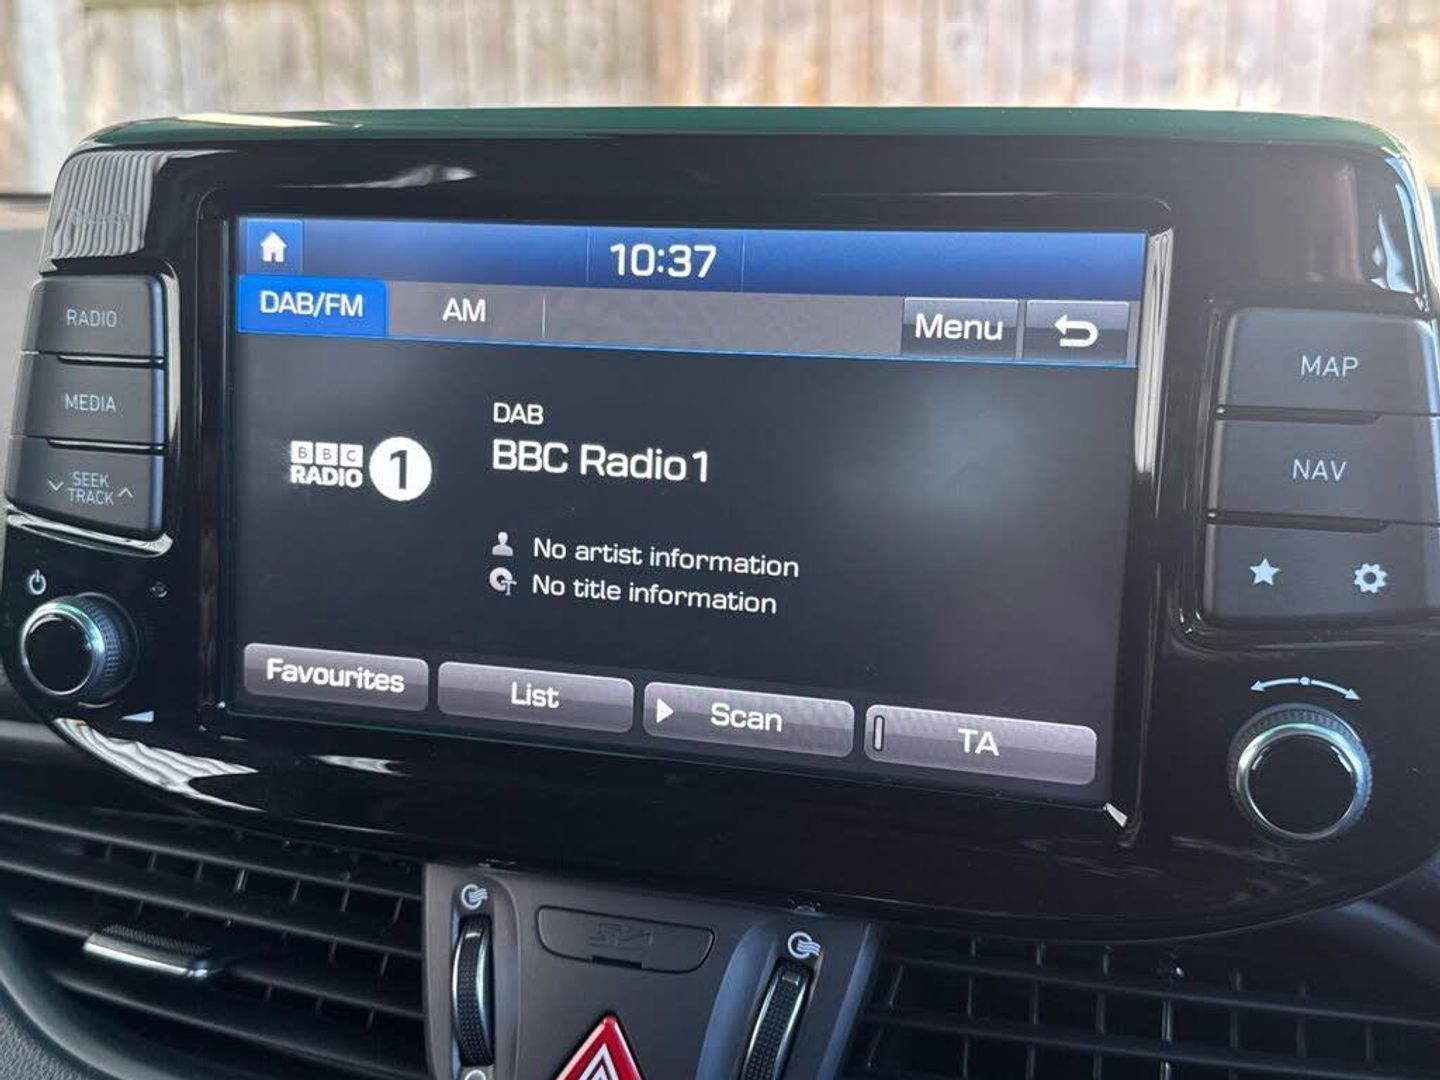 10:37
DAB/FM
AM
Menu
RADIO
MEDIA
SEEK
TRACK
MAP
NAV
BBC
RADIO 1
DAB
BBC Radio 1
No artist information
No title information
Favourites
List
Scan
TA